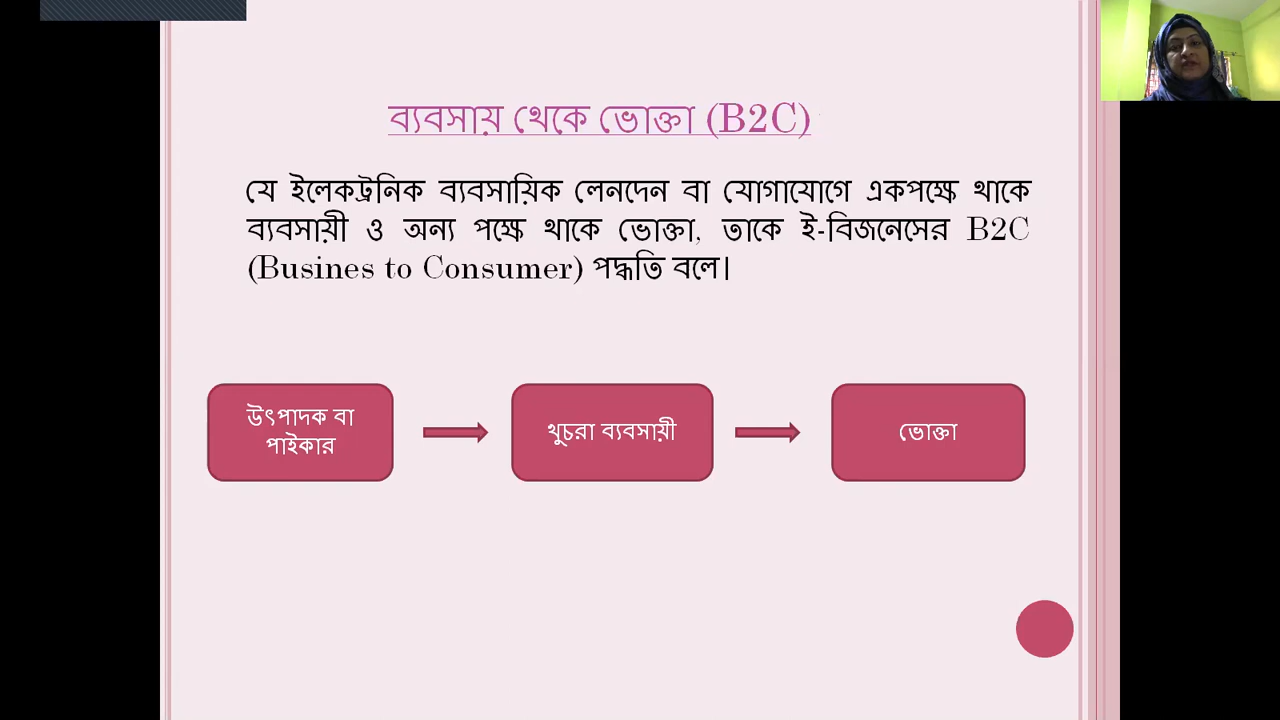 ব্যবসায় থেকে ভোক্তা (B2C)
যে ইলেকট্রনিক ব্যবসায়িক লেনদেন বা যোগাযোগে একপক্ষে থাকে
ব্যবসায়ী ও অন্য পক্ষে থাকে ভোক্তা, তাকে ই-বিজনেসের B2C
(Busines to Consumer) পদ্ধতি বলে।
উৎপাদক বা
পাইকার
খুচরা ব্যবসায়ী
ভোক্তা